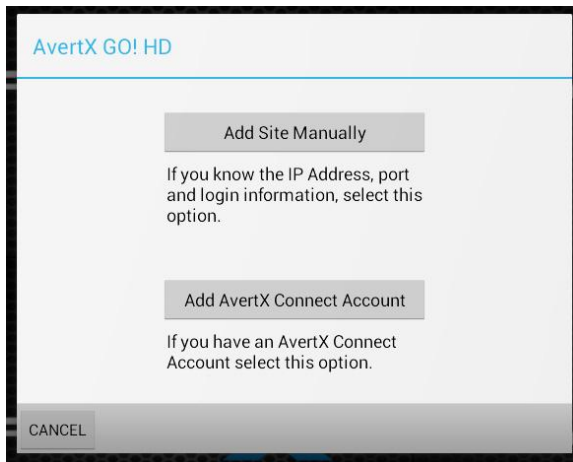 AvertX GO! HD
Add Site Manually
If you know the IP Address, port
and login information, select this
option.
Add AvertX Connect Account
If you have an AvertX Connect
Account select this option.
CANCEL